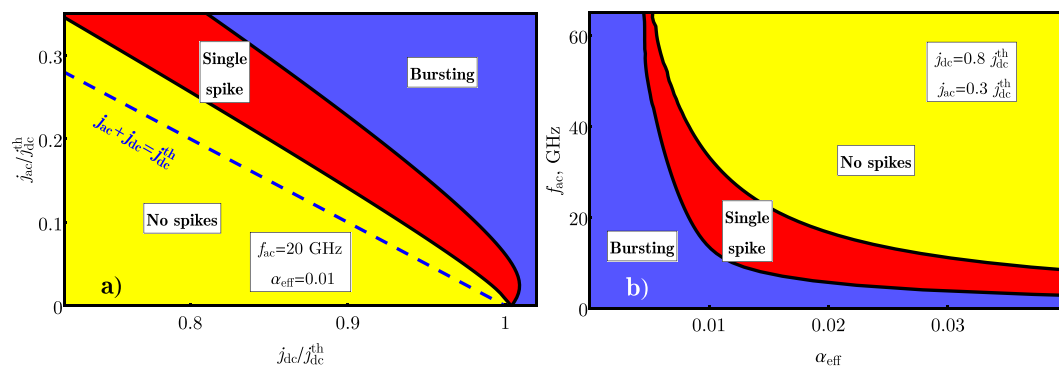 0.3
0.2
0.1
0
j_ac/j_dc^th
Single
spike
Bursting
j_ac+j_dc=j_dc^th
No spikes
f_ac=20 GHz
α_eff=0.01
a)
0.8
0.9
1
j_dc/j_dc^th
60
40
20
0
f_ac, GHz
j_dc=0.8 j_dc^th
j_ac=0.3 j_dc^th
No spikes
Single
spike
Bursting
b)
0.01
0.02
0.03
α_eff